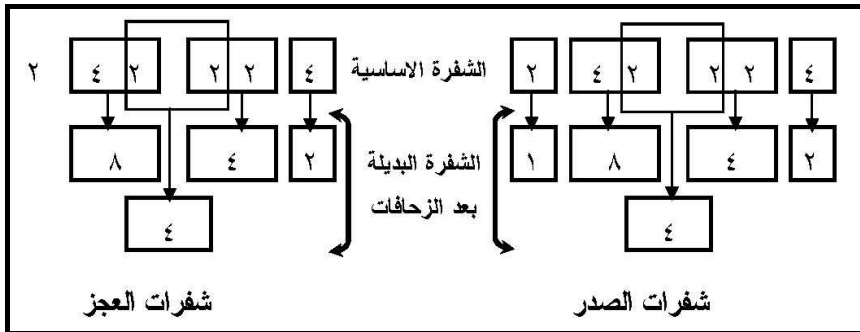 ٤ ٢ ٢ ٢ ٤ ٢ الشفرة الاساسية ٤ ٢ ٢ ٢ ٤ ٢
٢ ٤ ٨ ١ الشفرة البديلة ٢ ٤ ٨
بعد الزحافات
٤ ٤
شفرات الصدر شفرات العجز